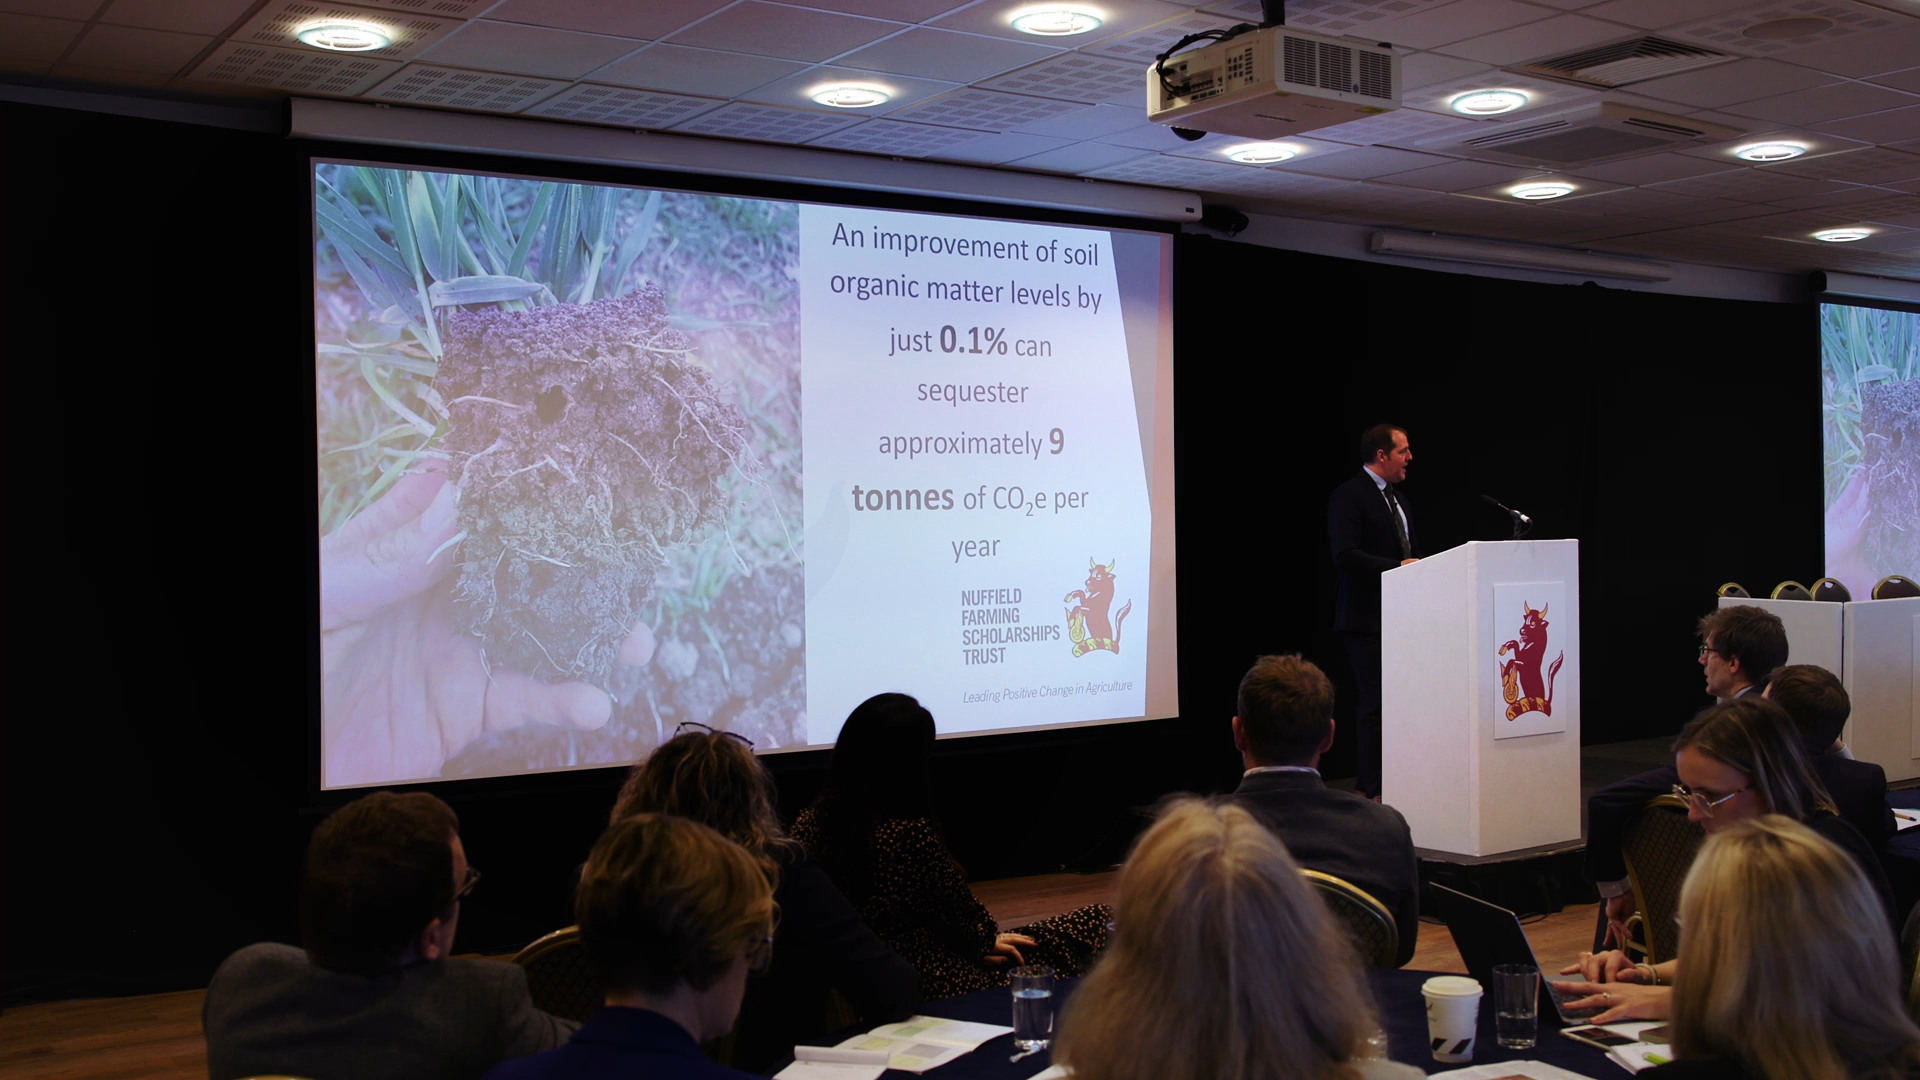 An improvement of soil
organic matter levels by
just 0.1% can
sequester
approximately 9
tonnes of CO₂e per
year
NUFFIELD
FARMING
SCHOLARSHIPS
TRUST
Leading Positive Change in Agriculture